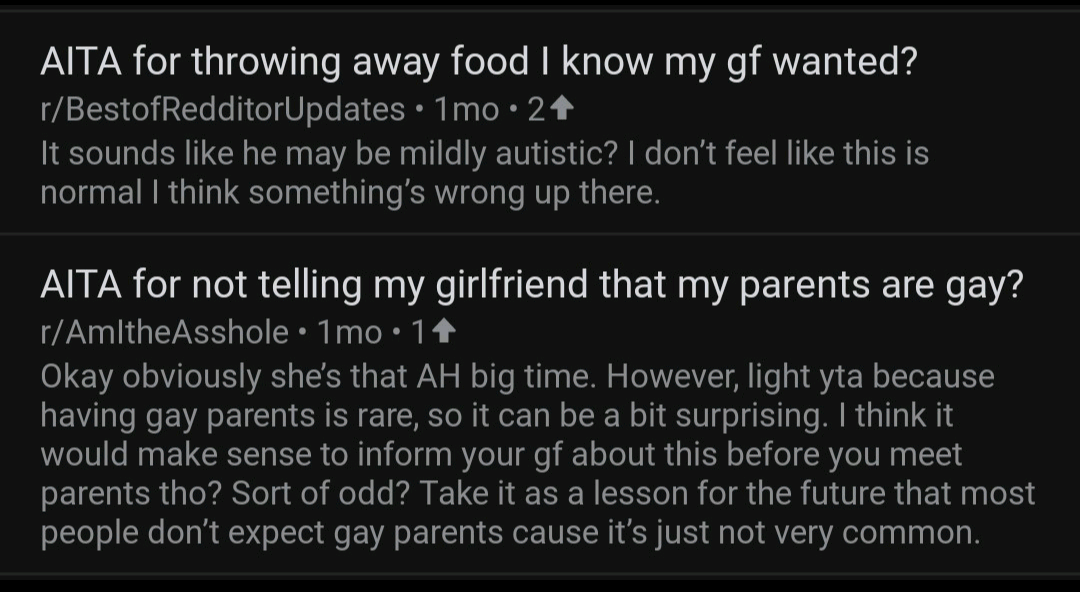 AITA for throwing away food I know my gf wanted?
r/BestofRedditorUpdates • 1mo • 2
It sounds like he may be mildly autistic? I don’t feel like this is
normal I think something’s wrong up there.
AITA for not telling my girlfriend that my parents are gay?
r/AmItheAsshole • 1mo • 1
Okay obviously she’s that AH big time. However, light yta because
having gay parents is rare, so it can be a bit surprising. I think it
would make sense to inform your gf about this before you meet
parents tho? Sort of odd? Take it as a lesson for the future that most
people don’t expect gay parents cause it’s just not very common.